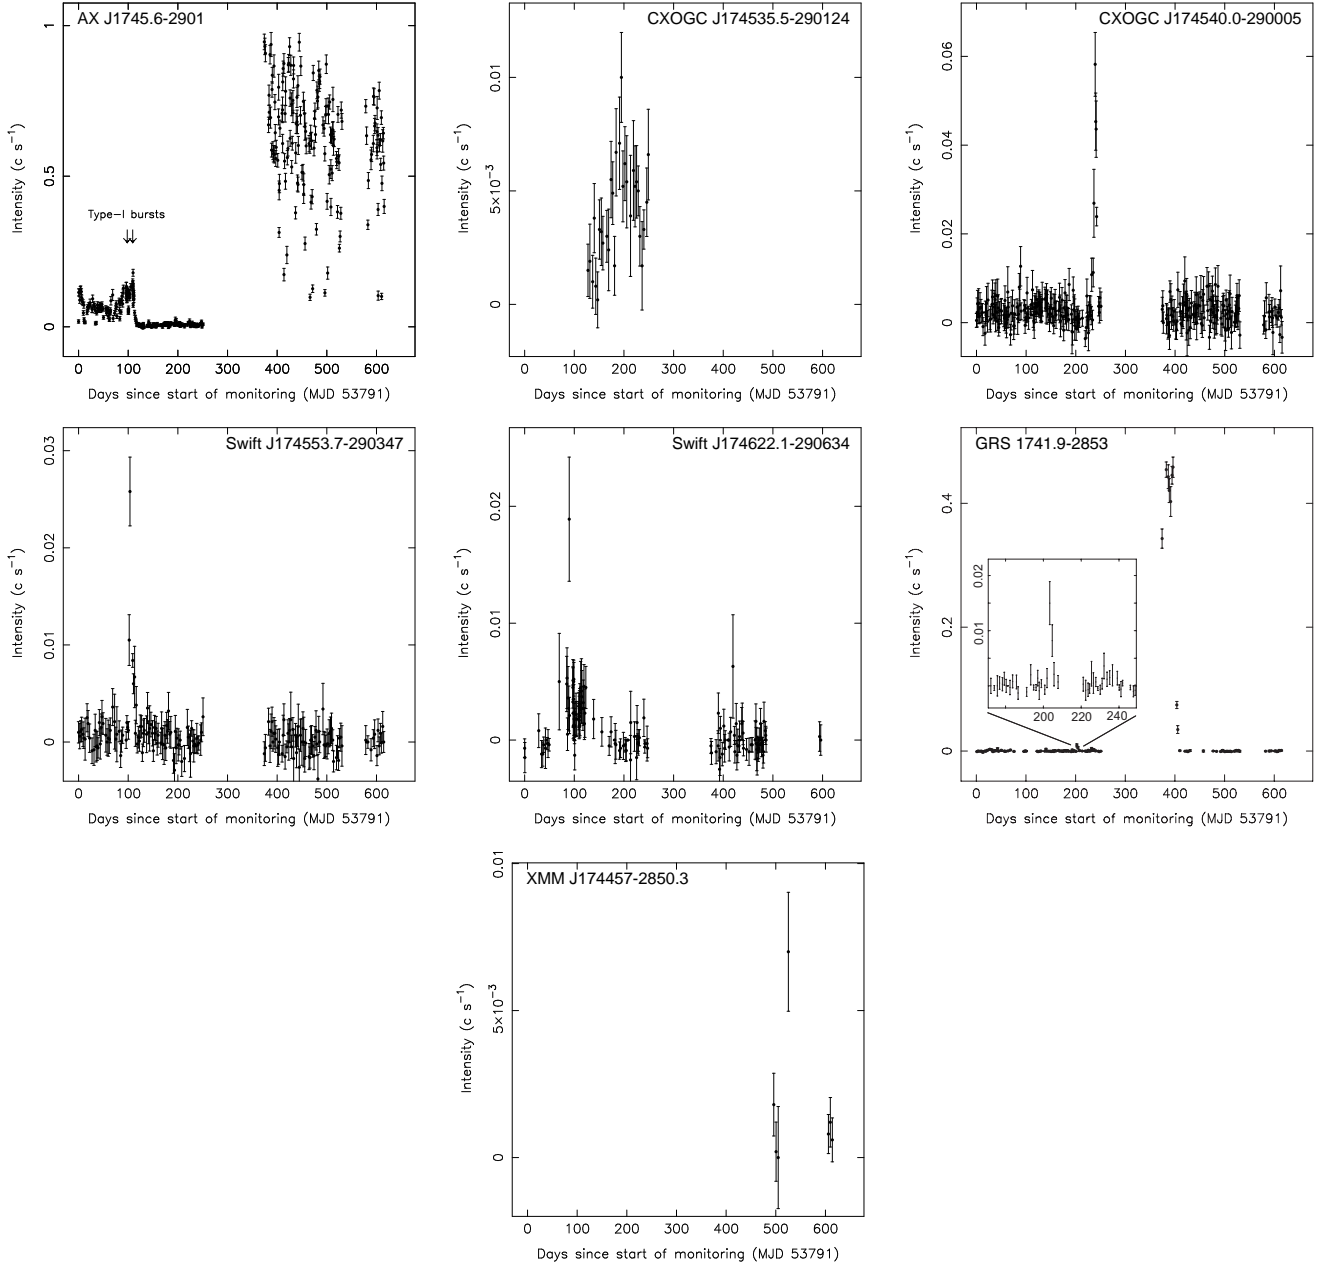 AX J1745.6-2901
Intensity (c s⁻¹)
1
0.5
0
Type-I bursts
0 100 200 300 400 500 600
Days since start of monitoring (MJD 53791)
CXOGC J174535.5-290124
Intensity (c s⁻¹)
0.01
5×10⁻³
0
0 100 200 300 400 500 600
Days since start of monitoring (MJD 53791)
CXOGC J174540.0-290005
Intensity (c s⁻¹)
0.06
0.04
0.02
0
0 100 200 300 400 500 600
Days since start of monitoring (MJD 53791)
Swift J174553.7-290347
Intensity (c s⁻¹)
0.03
0.02
0.01
0
0 100 200 300 400 500 600
Days since start of monitoring (MJD 53791)
Swift J174622.1-290634
Intensity (c s⁻¹)
0.02
0.01
0
0 100 200 300 400 500 600
Days since start of monitoring (MJD 53791)
GRS 1741.9-2853
Intensity (c s⁻¹)
0.4
0.2
0
0.02
0.01
200 220 240
0 100 200 300 400 500 600
Days since start of monitoring (MJD 53791)
XMM J174457-2850.3
Intensity (c s⁻¹)
0.01
5×10⁻³
0
0 100 200 300 400 500 600
Days since start of monitoring (MJD 53791)